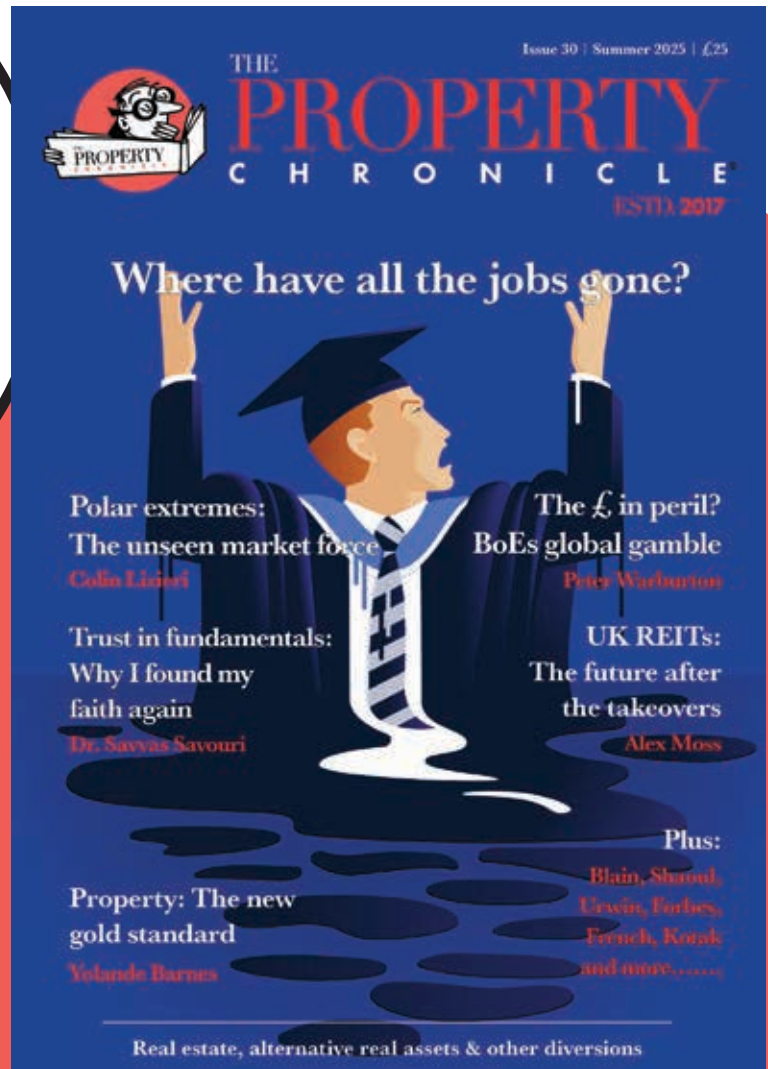 Issue 30 | Summer 2025 | £25
THE
PROPERTY
CHRONICLE
ESTD. 2017
THE
PROPERTY
CHRONICLE
Where have all the jobs gone?
Polar extremes:
The unseen market force
Colin Lizieri
The £ in peril?
BoEs global gamble
Peter Warburton
Trust in fundamentals:
Why I found my
faith again
Dr. Savvas Savouri
UK REITs:
The future after
the takeovers
Alex Moss
Property: The new
gold standard
Yolande Barnes
Plus:
Blain, Shaoul,
Urwin, Forbes,
French, Kotak
and more.......
Real estate, alternative real assets & other diversions